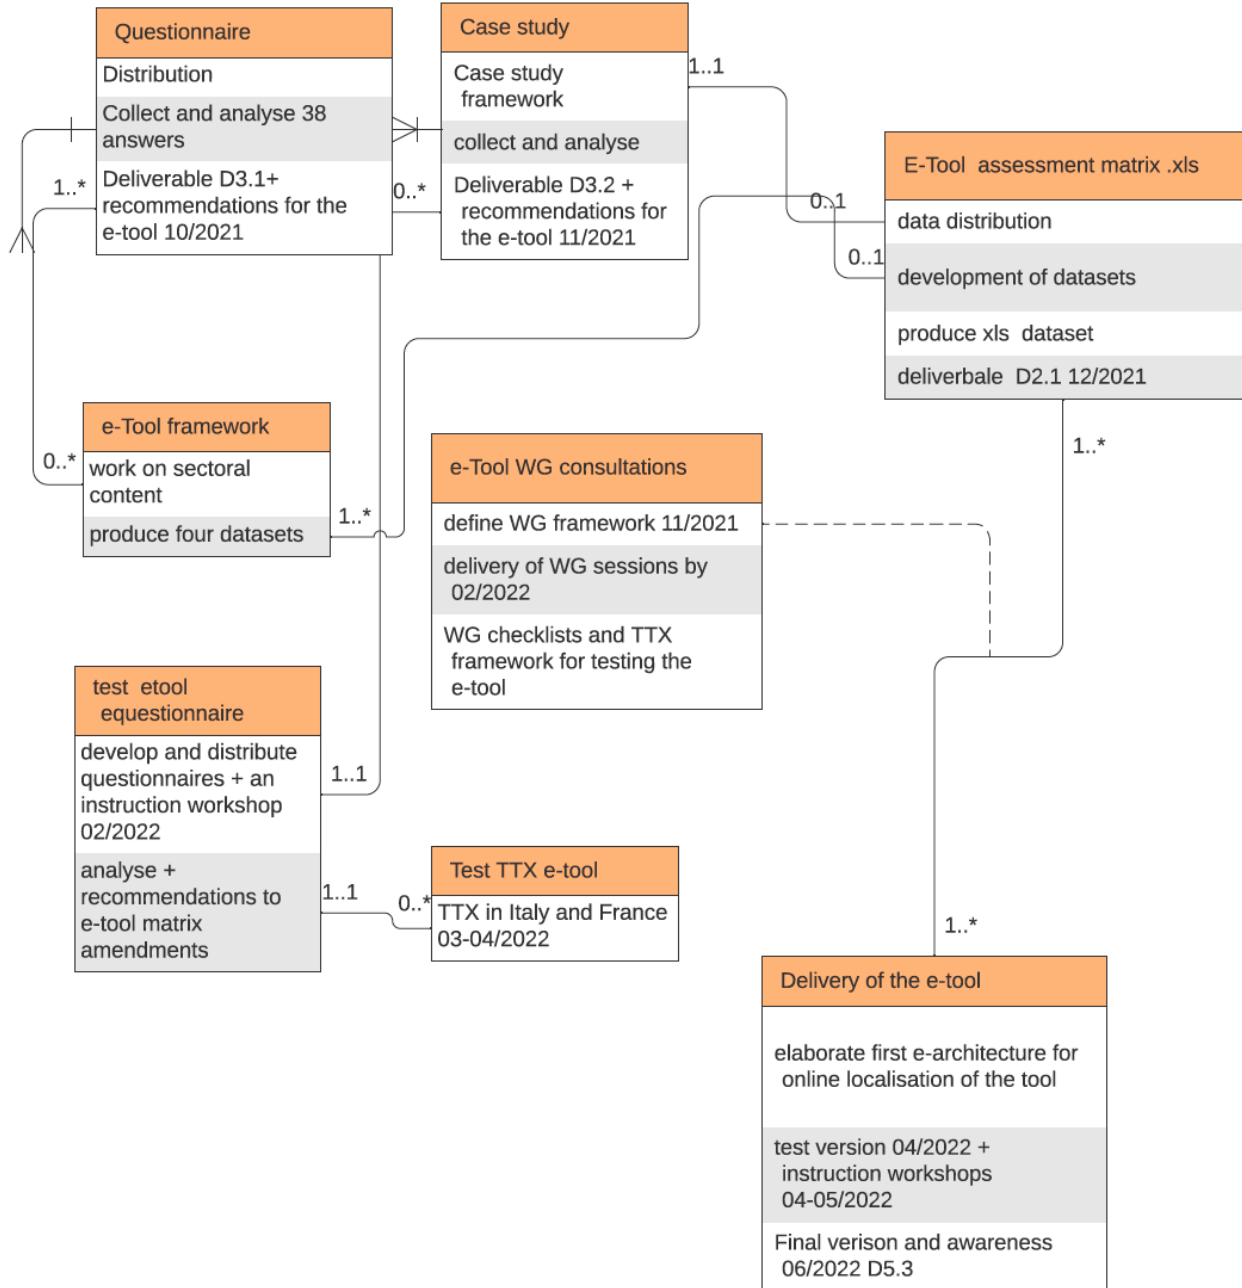 Questionnaire
Distribution
Collect and analyse 38
answers
Deliverable D3.1+
recommendations for the
e-tool 10/2021
1..*
0..*
Case study
Case study
framework
collect and analyse
Deliverable D3.2 +
recommendations for
the e-tool 11/2021
1..1
0..1
0..1
E-Tool  assessment matrix .xls
data distribution
development of datasets
produce xls  dataset
deliverbale  D2.1 12/2021
1..*
e-Tool framework
work on sectoral
content
produce four datasets
0..*
1..*
e-Tool WG consultations
define WG framework 11/2021
delivery of WG sessions by
02/2022
WG checklists and TTX
framework for testing the
e-tool
test  etool
equestionnaire
develop and distribute
questionnaires + an
instruction workshop
02/2022
analyse +
recommendations to
e-tool matrix
amendments
1..1
1..1
0..*
Test TTX e-tool
TTX in Italy and France
03-04/2022
1..*
Delivery of the e-tool
elaborate first e-architecture for
online localisation of the tool
test version 04/2022 +
instruction workshops
04-05/2022
Final verison and awareness
06/2022 D5.3